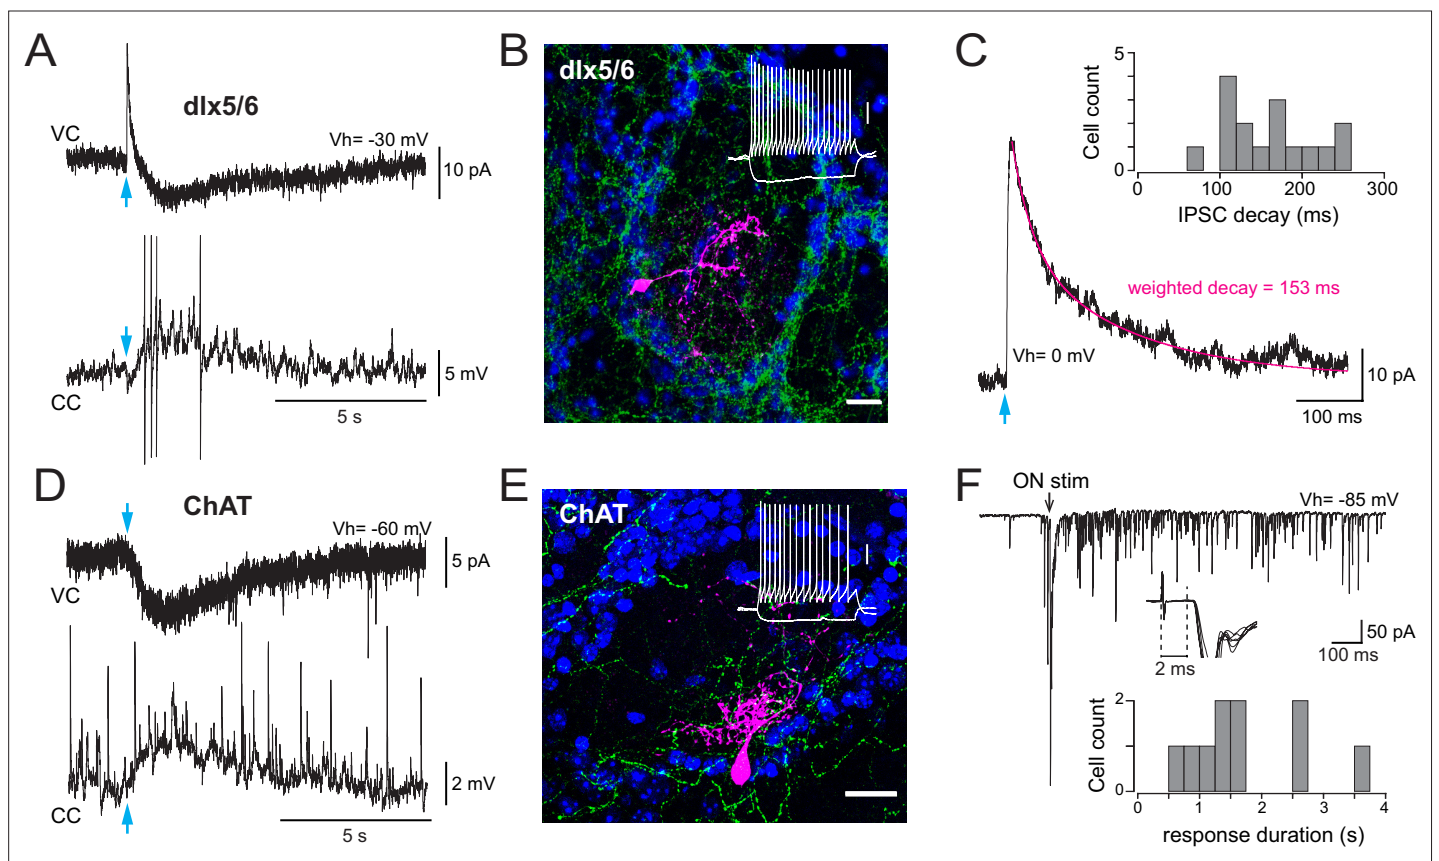 A
dlx5/6
VC
Vh= -30 mV
10 pA
CC
5 mV
5 s
B
dlx5/6
C
5
0
Cell count
0
100
200
300
IPSC decay (ms)
weighted decay = 153 ms
Vh= 0 mV
10 pA
100 ms
D
ChAT
Vh= -60 mV
VC
5 pA
CC
2 mV
5 s
E
ChAT
F
ON stim
Vh= -85 mV
50 pA
100 ms
2 ms
2
0
Cell count
0
1
2
3
4
response duration (s)